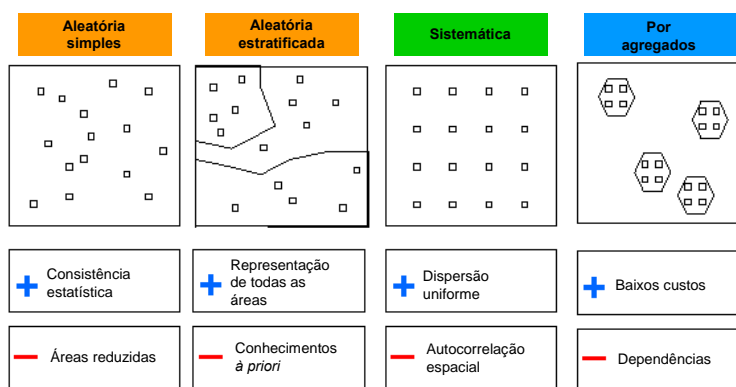 Aleatória
simples
Aleatória
estratificada
Sistemática
Por
agregados
Consistência
estatística
Representação
de todas as
áreas
Dispersão
uniforme
Baixos custos
Áreas reduzidas
Conhecimentos
à priori
Autocorrelação
espacial
Dependências